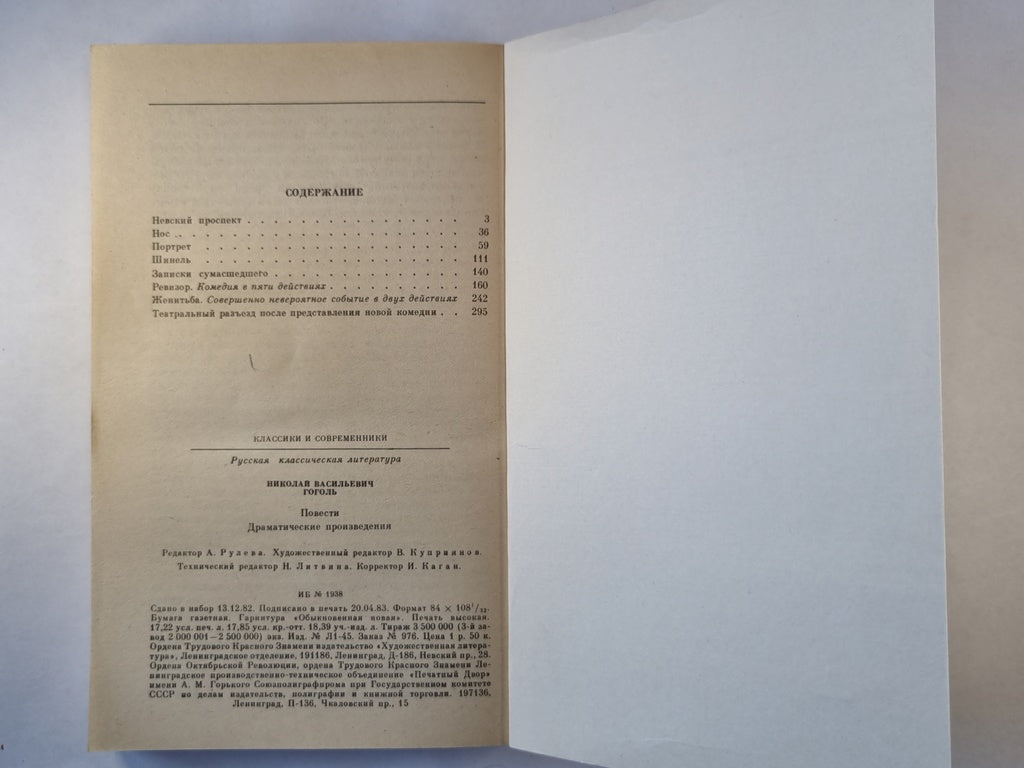 СОДЕРЖАНИЕ
Невский проспект . . . . . . . . . . . . . . . . 3
Нос . . . . . . . . . . . . . . . . . . . . . . 36
Портрет . . . . . . . . . . . . . . . . . . . 59
Шинель . . . . . . . . . . . . . . . . . . . . 111
Записки сумасшедшего . . . . . . . . . . . . . . 140
Ревизор. Комедия в пяти действиях . . . . . . . . . . 160
Женитьба. Совершенно невероятное событие в двух действиях 242
Театральный разъезд после представления новой комедии . . 295
КЛАССИКИ И СОВРЕМЕННИКИ
Русская классическая литература
НИКОЛАЙ ВАСИЛЬЕВИЧ
ГОГОЛЬ
Повести
Драматические произведения
Редактор А. Рулева. Художественный редактор В. Куприянов.
Технический редактор Н. Литвина. Корректор И. Каган.
ИБ № 1938
Сдано в набор 13.12.82. Подписано в печать 20.04.83. Формат 84 × 108¹/₃₂.
Бумага газетная. Гарнитура «Обыкновенная новая». Печать высокая.
17,22 усл. печ. л. 17,85 усл. кр.-отт. 18,39 уч.-изд. л. Тираж 3 500 000 (3-й за-
вод 2 000 001—2 500 000) экз. Изд. № Л1-45. Заказ № 976. Цена 1 р. 50 к.
Ордена Трудового Красного Знамени издательство «Художественная литера-
тура», Ленинградское отделение, 191186, Ленинград, Д-186, Невский пр., 28.
Ордена Октябрьской Революции, ордена Трудового Красного Знамени Ле-
нинградское производственно-техническое объединение «Печатный Двор»
имени А. М. Горького Союзполиграфпрома при Государственном комитете
СССР по делам издательств, полиграфии и книжной торговли. 197136,
Ленинград, П-136, Чкаловский пр., 15